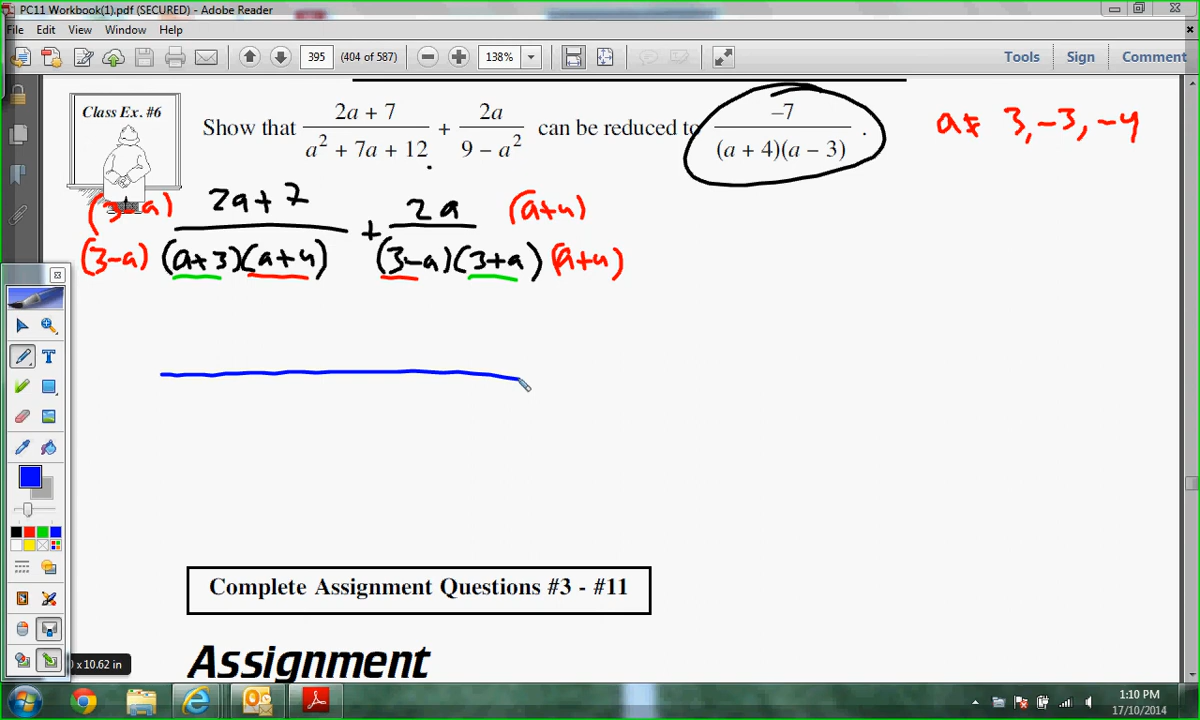 PC11 Workbook(1).pdf (SECURED) - Adobe Reader
File Edit View Window Help
395 (404 of 587) 138% Tools Sign Comment
Class Ex. #6
Show that (2a + 7)/(a² + 7a + 12) + 2a/(9 − a²) can be reduced to −7/((a + 4)(a − 3)) .
a ≠ 3, −3, −4
(3−a) 2a+7 + 2a (a+4)
(3−a) (a+3)(a+4) (3−a)(3+a) (a+4)
Complete Assignment Questions #3 - #11
Assignment
0 x 10.62 in
1:10 PM
17/10/2014